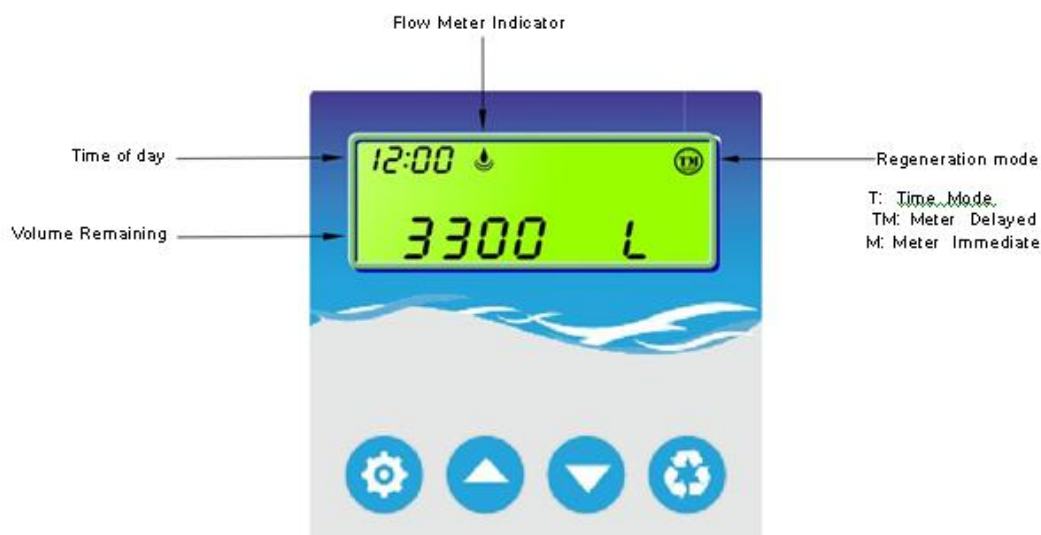 Flow Meter Indicator
Time of day
12:00
TM
Regeneration mode
T: Time Mode
TM: Meter Delayed
M: Meter Immediate
Volume Remaining
3300 L